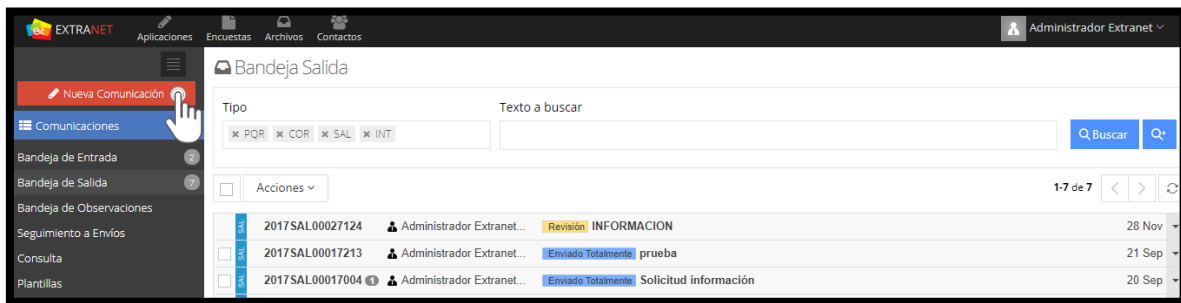 EXTRANET
Aplicaciones Encuestas Archivos Contactos
Administrador Extranet
Nueva Comunicación
Comunicaciones
Bandeja de Entrada 2
Bandeja de Salida 7
Bandeja de Observaciones
Seguimiento a Envíos
Consulta
Plantillas
Bandeja Salida
Tipo Texto a buscar
PQR COR SAL INT
Buscar
Acciones 1-7 de 7
SAL 2017SAL00027124 Administrador Extranet... Revisión INFORMACION 28 Nov
SAL 2017SAL00017213 Administrador Extranet... Enviado Totalmente prueba 21 Sep
SAL 2017SAL00017004 1 Administrador Extranet... Enviado Totalmente Solicitud información 20 Sep